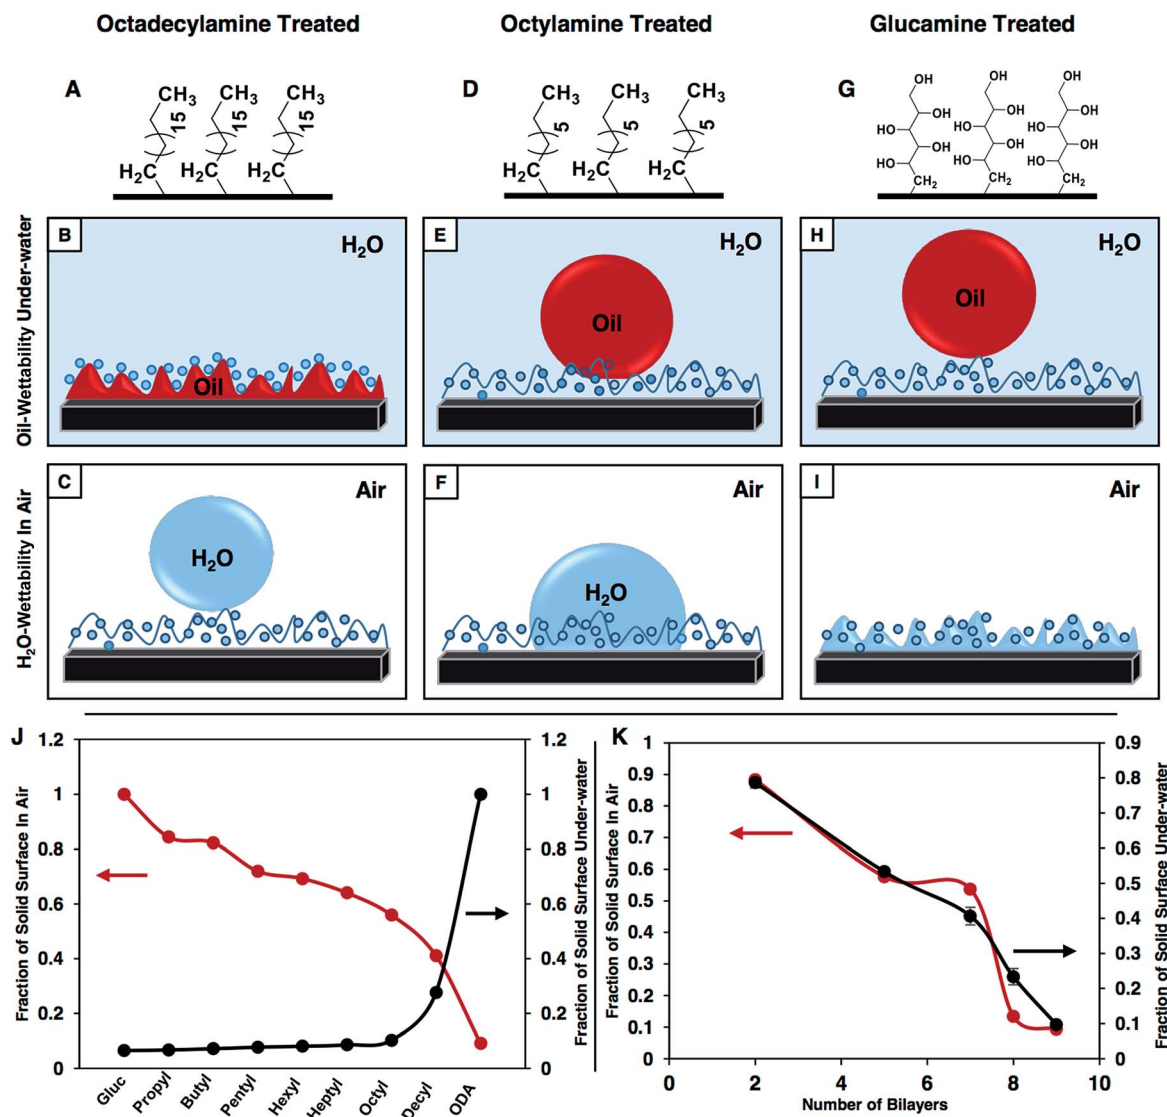 Octadecylamine Treated
Octylamine Treated
Glucamine Treated
A
CH3 CH3 CH3
15 15 15
H2C H2C H2C
D
CH3 CH3 CH3
5 5 5
H2C H2C H2C
G
OH OH OH
OH OH OH
HO HO HO
OH OH OH
HO HO HO
CH2 CH2 CH2
Oil-Wettability Under-water
B
H2O
Oil
E
H2O
Oil
H
H2O
Oil
H2O-Wettability In Air
C
Air
H2O
F
Air
H2O
I
Air
J
Fraction of Solid Surface In Air
1.2
1
0.8
0.6
0.4
0.2
0
1.2
1
0.8
0.6
0.4
0.2
0
Fraction of Solid Surface Under-water
Gluc
Propyl
Butyl
Pentyl
Hexyl
Heptyl
Octyl
Decyl
ODA
K
Fraction of Solid Surface In Air
1
0.9
0.8
0.7
0.6
0.5
0.4
0.3
0.2
0.1
0
0.9
0.8
0.7
0.6
0.5
0.4
0.3
0.2
0.1
0
Fraction of Solid Surface Under-water
0 2 4 6 8 10
Number of Bilayers